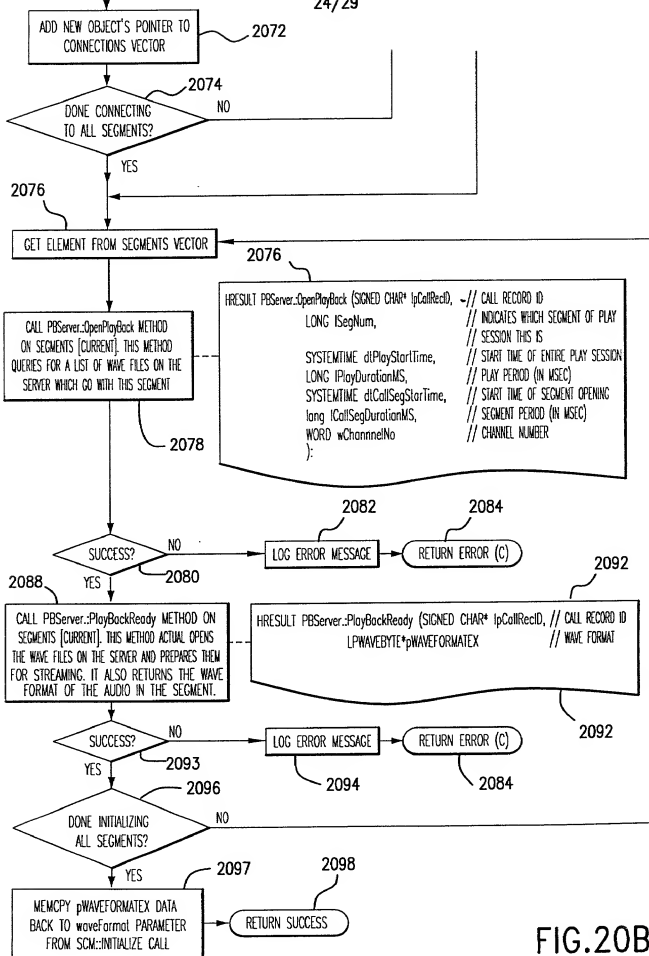 24/29
ADD NEW OBJECT'S POINTER TO
CONNECTIONS VECTOR
2072
2074
DONE CONNECTING
TO ALL SEGMENTS?
NO
YES
2076
GET ELEMENT FROM SEGMENTS VECTOR
2076
CALL PBServer.:OpenPlayBack METHOD
ON SEGMENTS [CURRENT]. THIS METHOD
QUERIES FOR A LIST OF WAVE FILES ON THE
SERVER WHICH GO WITH THIS SEGMENT
2078
HRESULT PBServer.:OpenPlayBack (SIGNED CHAR* lpCallRecID, // CALL RECORD ID
LONG lSegNum, // INDICATES WHICH SEGMENT OF PLAY
// SESSION THIS IS
SYSTEMTIME dtPlayStartTime, // START TIME OF ENTIRE PLAY SESSION
LONG lPlayDurationMS, // PLAY PERIOD (IN MSEC)
SYSTEMTIME dtCallSegStarTime, // START TIME OF SEGMENT OPENING
long lCallSegDurationMS, // SEGMENT PERIOD (IN MSEC)
WORD wChannnelNo // CHANNEL NUMBER
):
SUCCESS?
NO
YES
2080
2082
LOG ERROR MESSAGE
2084
RETURN ERROR (C)
2088
CALL PBServer.:PlayBackReady METHOD ON
SEGMENTS [CURRENT]. THIS METHOD ACTUAL OPENS
THE WAVE FILES ON THE SERVER AND PREPARES THEM
FOR STREAMING. IT ALSO RETURNS THE WAVE
FORMAT OF THE AUDIO IN THE SEGMENT.
2092
HRESULT PBServer.:PlayBackReady (SIGNED CHAR* lpCallRecID, // CALL RECORD ID
LPWAVEBYTE*pWAVEFORMATEX // WAVE FORMAT
2092
SUCCESS?
NO
YES
2093
LOG ERROR MESSAGE
2094
RETURN ERROR (C)
2084
2096
DONE INITIALIZING
ALL SEGMENTS?
NO
YES
2097
MEMCPY pWAVEFORMATEX DATA
BACK TO waveFormat PARAMETER
FROM SCM::INITIALIZE CALL
2098
RETURN SUCCESS
FIG.20B